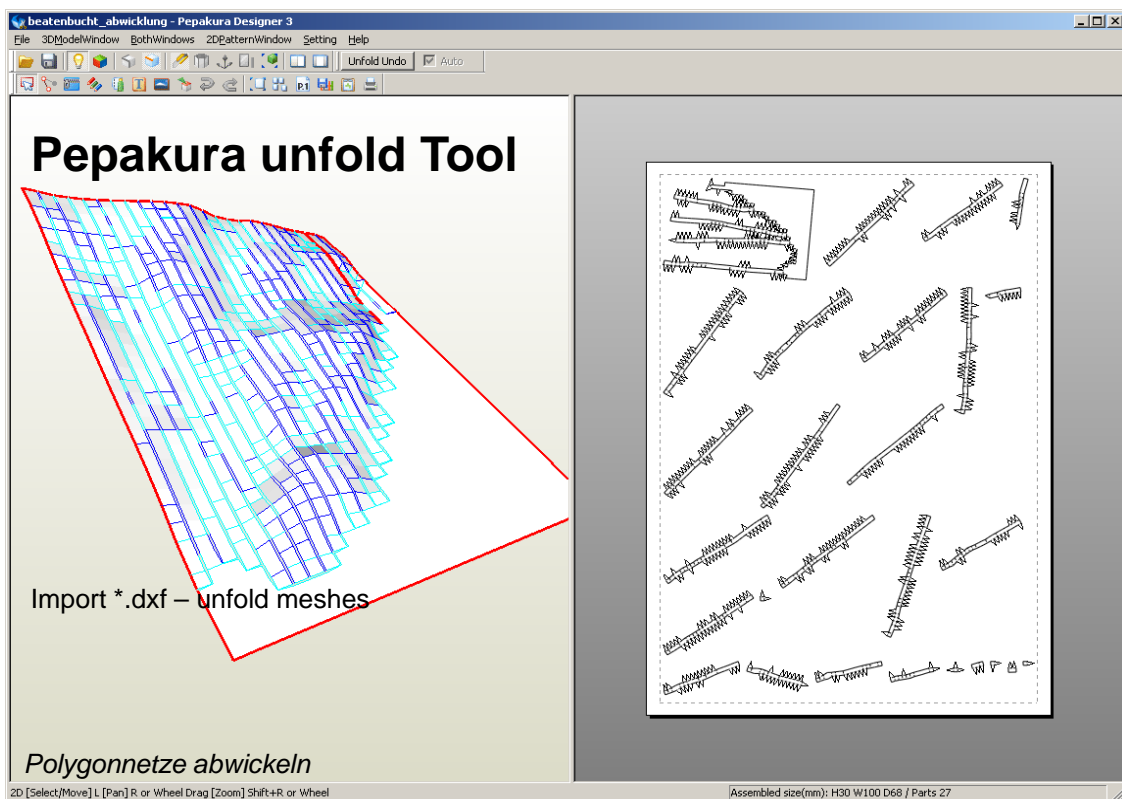 beatenbucht_abwicklung - Pepakura Designer 3
File 3DModelWindow BothWindows 2DPatternWindow Setting Help
Unfold Undo Auto
P.1
Pepakura unfold Tool
Import *.dxf – unfold meshes
Polygonnetze abwickeln
2D [Select/Move] L [Pan] R or Wheel Drag [Zoom] Shift+R or Wheel Assembled size(mm): H30 W100 D68 / Parts 27